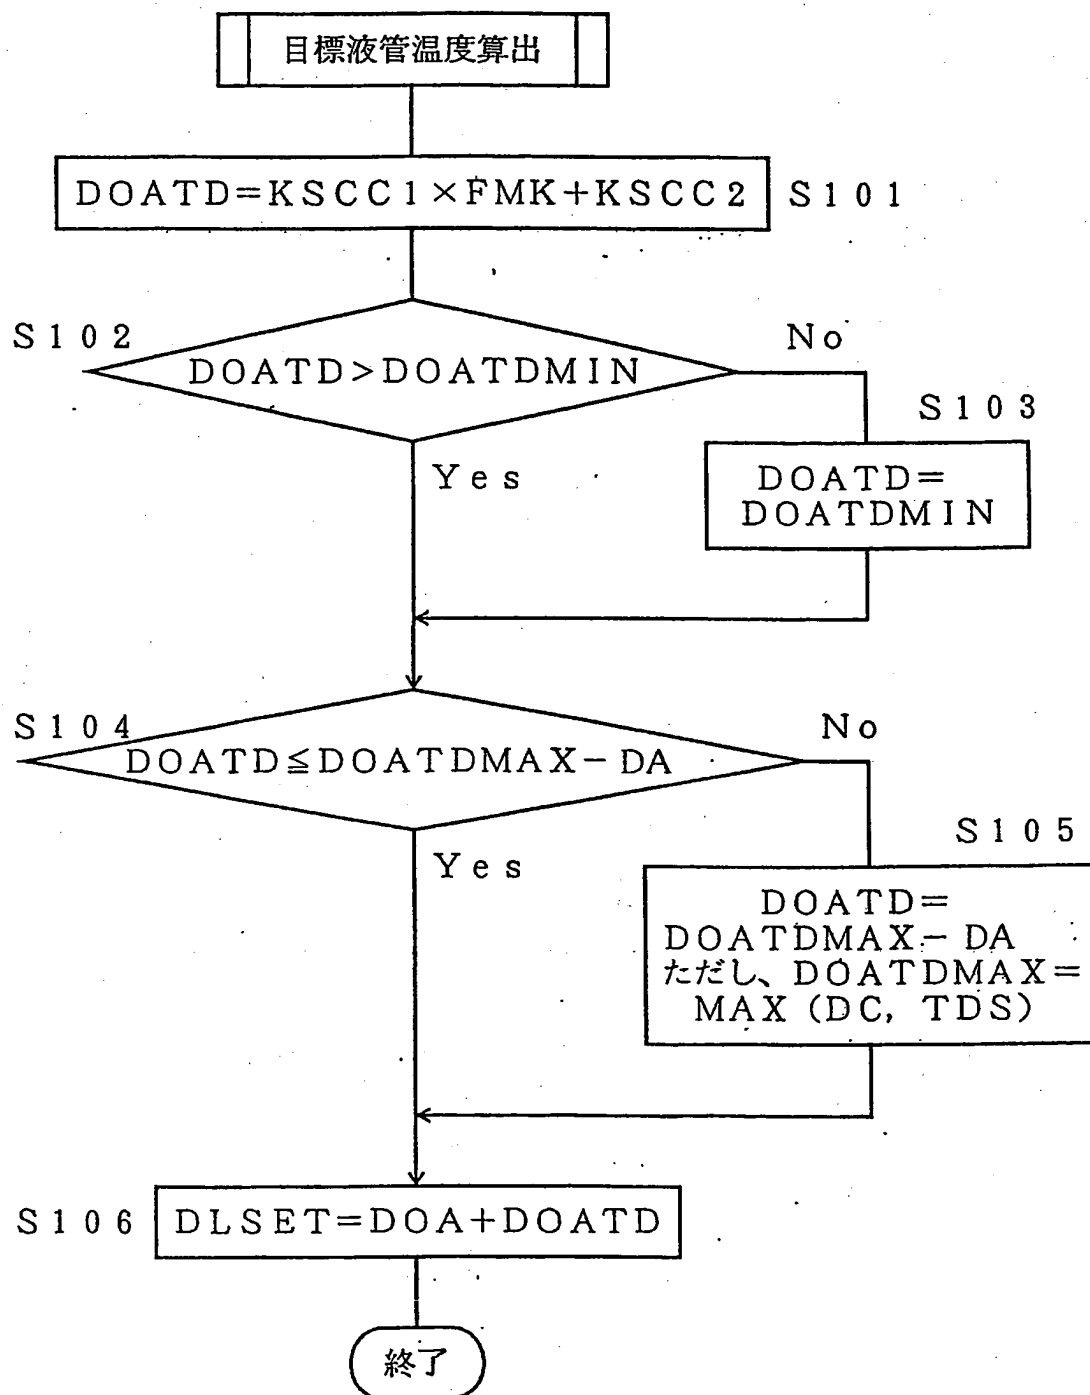 目標液管温度算出
DOATD=KSCC1×FMK+KSCC2
S101
S102
DOATD>DOATDMIN
No
S103
Yes
DOATD=
DOATDMIN
S104
DOATD≦DOATDMAX-DA
No
S105
Yes
DOATD=
DOATDMAX-DA
ただし、DOATDMAX=
MAX (DC, TDS)
S106
DLSET=DOA+DOATD
終了